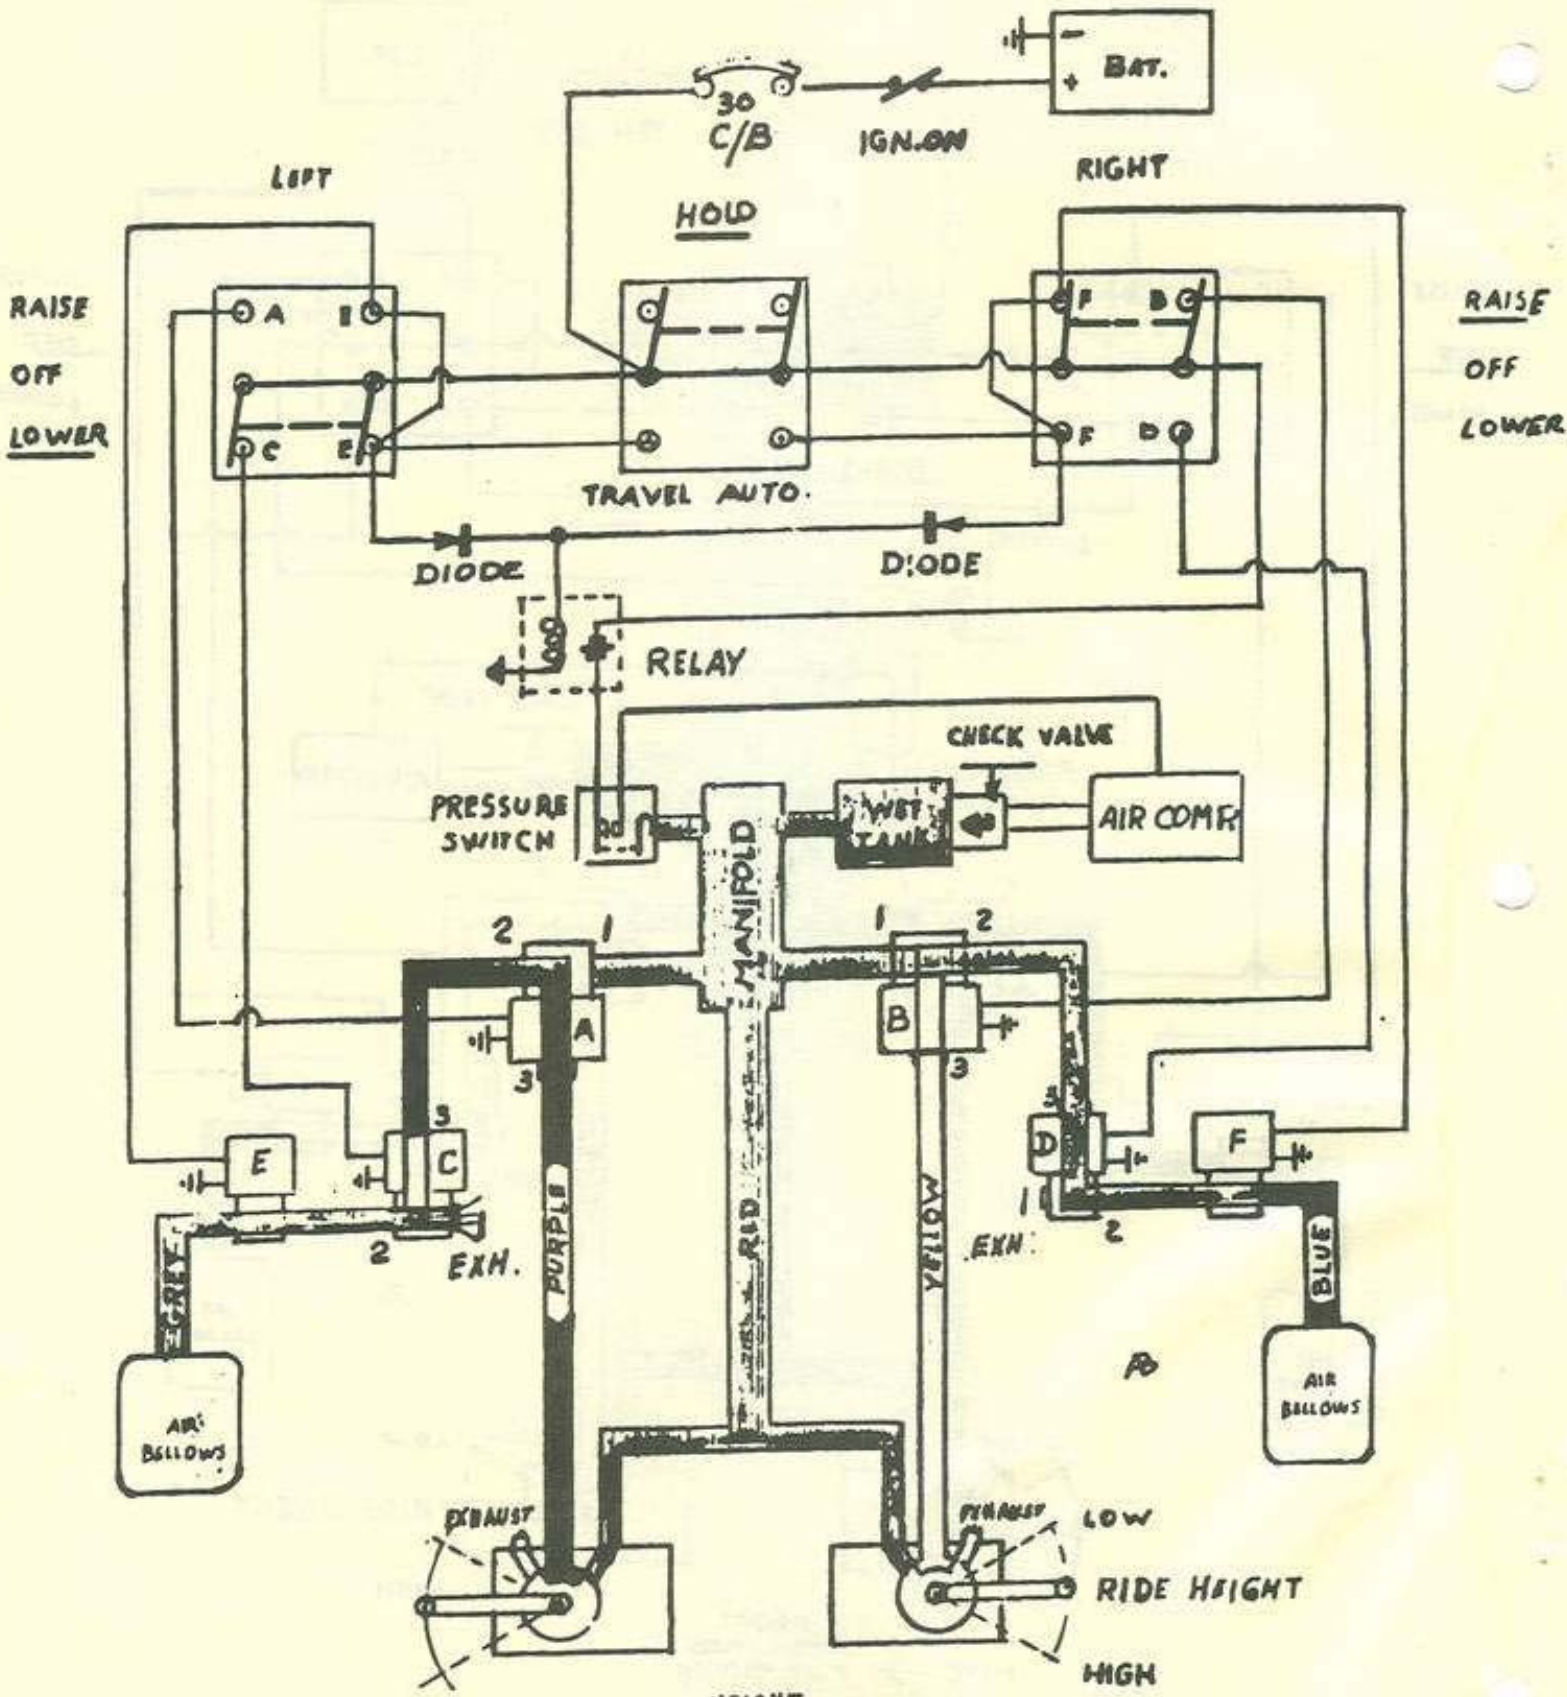 BAT.
30
C/B
IGN.ON
LEFT
RIGHT
HOLD
RAISE
OFF
LOWER
A
E
C
E
F
B
F
D
RAISE
OFF
LOWER
TRAVEL AUTO.
DIODE
DIODE
RELAY
CHECK VALVE
PRESSURE
SWITCH
MANIFOLD
WET
TANK
AIR COMP.
2
1
1
2
A
B
3
3
3
3
E
C
D
F
2
1
2
EXH.
EXH.
GREY
PURPLE
RED
YELLOW
BLUE
AIR
BELLOWS
AIR
BELLOWS
EXHAUST
EXHAUST
LOW
RIDE HEIGHT
HIGH